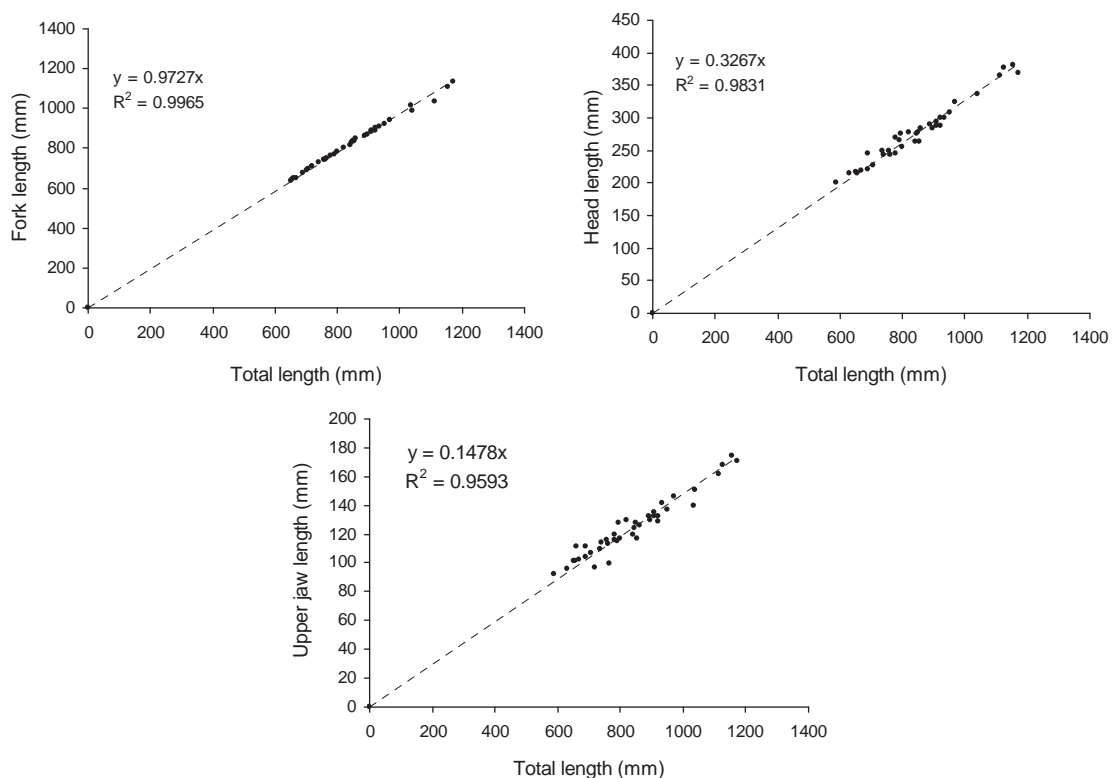 1400
1200
1000
800
600
400
200
0
Fork length (mm)
y = 0.9727x
R² = 0.9965
0 200 400 600 800 1000 1200 1400
Total length (mm)
450
400
350
300
250
200
150
100
50
0
Head length (mm)
y = 0.3267x
R² = 0.9831
0 200 400 600 800 1000 1200 1400
Total length (mm)
200
180
160
140
120
100
80
60
40
20
0
Upper jaw length (mm)
y = 0.1478x
R² = 0.9593
0 200 400 600 800 1000 1200 1400
Total length (mm)